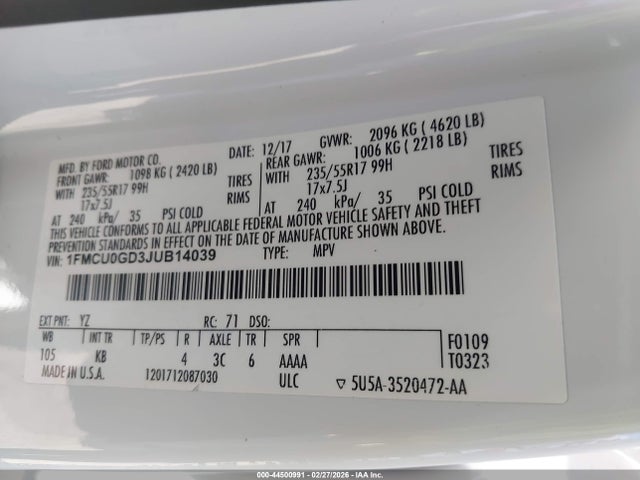 MFD. BY FORD MOTOR CO. DATE: 12/17 GVWR: 2096 KG ( 4620 LB)
FRONT GAWR: 1098 KG ( 2420 LB) REAR GAWR: 1006 KG ( 2218 LB)
WITH 235/55R17 99H TIRES WITH 235/55R17 99H TIRES
17x7.5J RIMS 17x7.5J RIMS
AT 240 kPa/ 35 PSI COLD AT 240 kPa/ 35 PSI COLD
THIS VEHICLE CONFORMS TO ALL APPLICABLE FEDERAL MOTOR VEHICLE SAFETY AND THEFT
PREVENTION STANDARDS IN EFFECT ON THE DATE OF MANUFACTURE SHOWN ABOVE.
VIN: 1FMCU0GD3JUB14039 TYPE: MPV
EXT PNT: YZ RC: 71 DSO:
WB INT TR TP/PS R AXLE TR SPR F0109
105 KB 4 3C 6 AAAA T0323
MADE IN U.S.A. 1201712087030 ULC ▽ 5U5A-3520472-AA
000-44500991 - 02/27/2026 - IAA Inc.